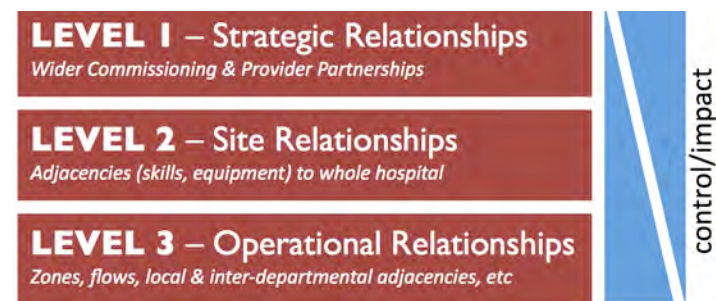 LEVEL 1 – Strategic Relationships
Wider Commissioning & Provider Partnerships
LEVEL 2 – Site Relationships
Adjacencies (skills, equipment) to whole hospital
LEVEL 3 – Operational Relationships
Zones, flows, local & inter-departmental adjacencies, etc
control/impact